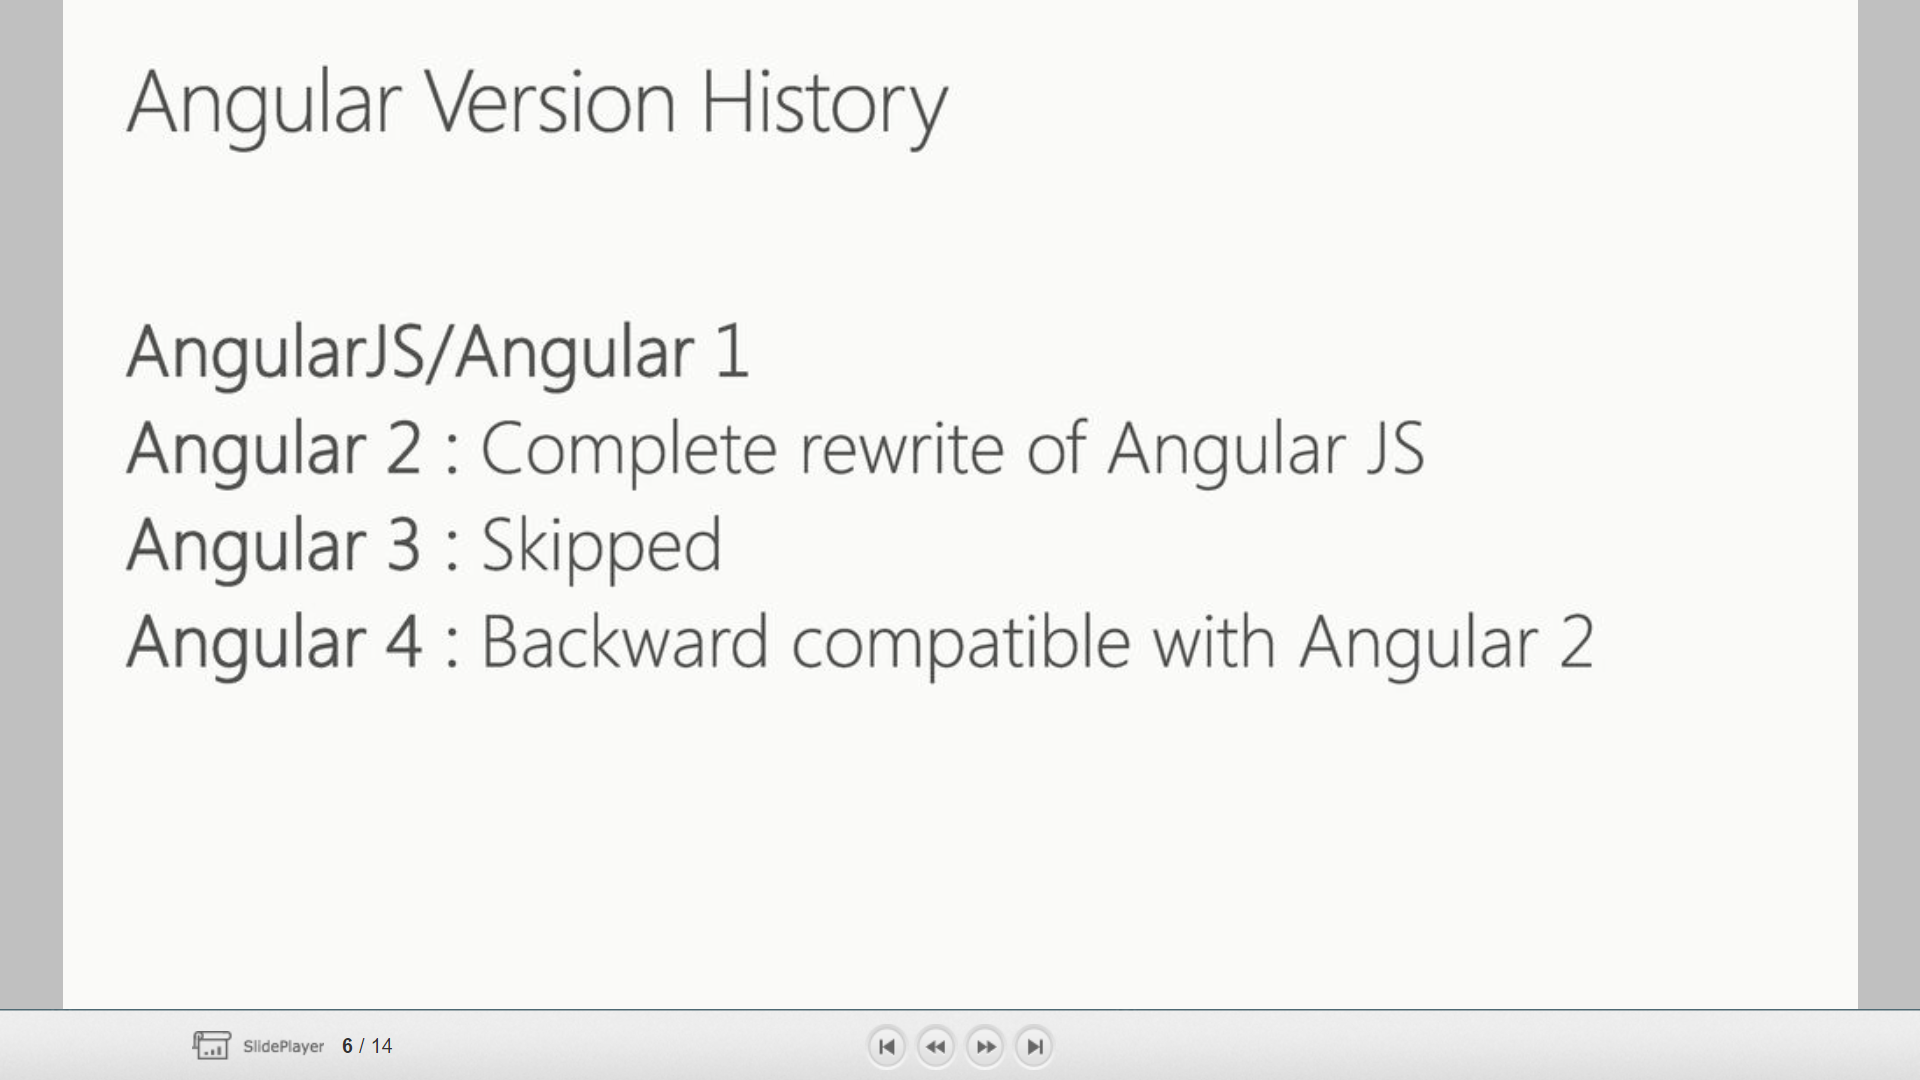 Angular Version History
AngularJS/Angular 1
Angular 2 : Complete rewrite of Angular JS
Angular 3 : Skipped
Angular 4 : Backward compatible with Angular 2
SlidePlayer 6 / 14